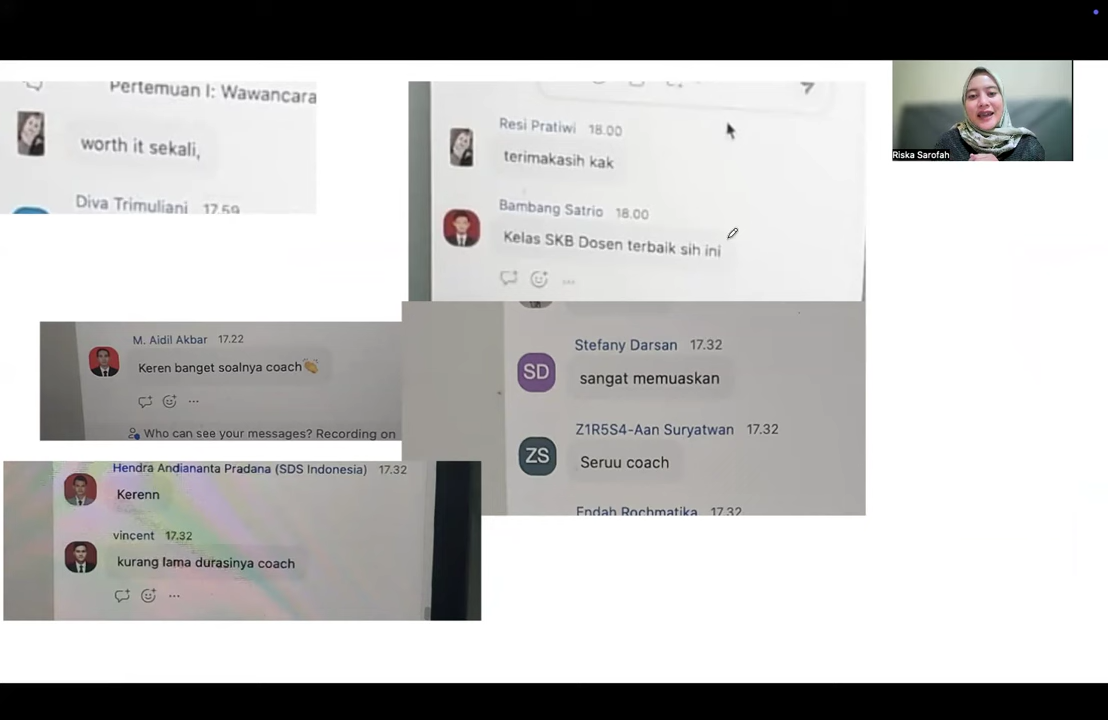 Pertemuan I: Wawancara
worth it sekali,
Diva Trimuliani 17.59
Resi Pratiwi 18.00
terimakasih kak
Bambang Satrio 18.00
Kelas SKB Dosen terbaik sih ini
Riska Sarofah
M. Aidil Akbar 17.22
Keren banget soalnya coach👏
Who can see your messages? Recording on
Stefany Darsan 17.32
SD
sangat memuaskan
Z1R5S4-Aan Suryatwan 17.32
ZS
Seruu coach
Endah Rochmatika 17.32
Hendra Andiananta Pradana (SDS Indonesia) 17.32
Kerenn
vincent 17.32
kurang lama durasinya coach